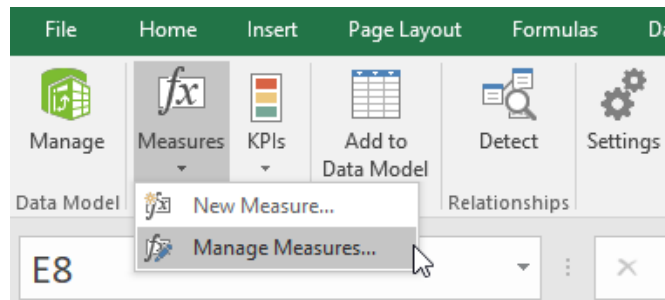 File Home Insert Page Layout Formulas
Manage Measures KPIs Add to Data Model Detect Settings
Data Model Relationships
New Measure...
Manage Measures...
E8